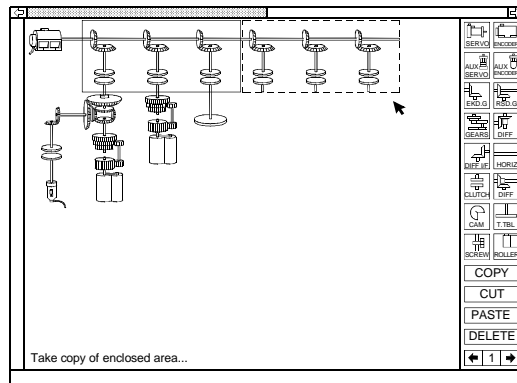 SERVO
ENCODER
AUX
SERVO
AUX
ENCODER
EKD.G
RSD.G
GEARS
DIFF
DIFF I/F
HORIZ
CLUTCH
DIFF
CAM
T.TBL
SCREW
ROLLER
COPY
CUT
PASTE
DELETE
1
Take copy of enclosed area...